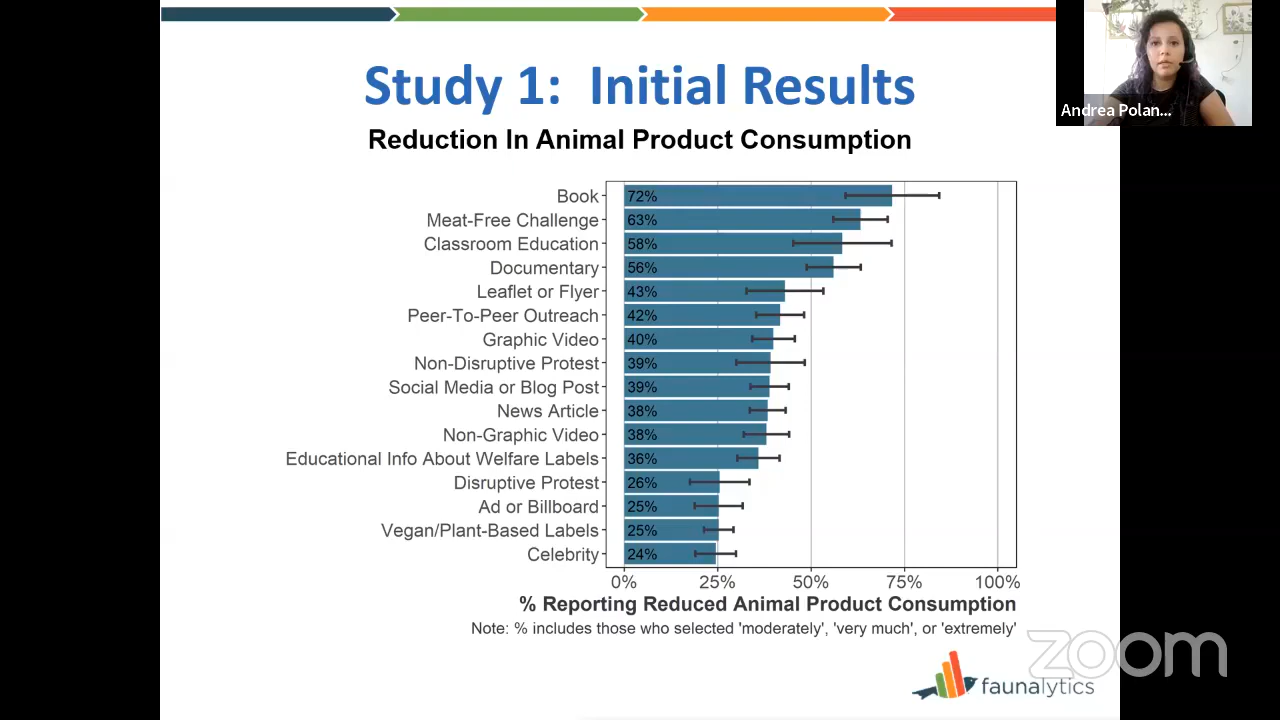 Study 1: Initial Results
Andrea Polan...
Reduction In Animal Product Consumption
Book 72%
Meat-Free Challenge 63%
Classroom Education 58%
Documentary 56%
Leaflet or Flyer 43%
Peer-To-Peer Outreach 42%
Graphic Video 40%
Non-Disruptive Protest 39%
Social Media or Blog Post 39%
News Article 38%
Non-Graphic Video 38%
Educational Info About Welfare Labels 36%
Disruptive Protest 26%
Ad or Billboard 25%
Vegan/Plant-Based Labels 25%
Celebrity 24%
0% 25% 50% 75% 100%
% Reporting Reduced Animal Product Consumption
Note: % includes those who selected 'moderately', 'very much', or 'extremely'
zoom
faunalytics